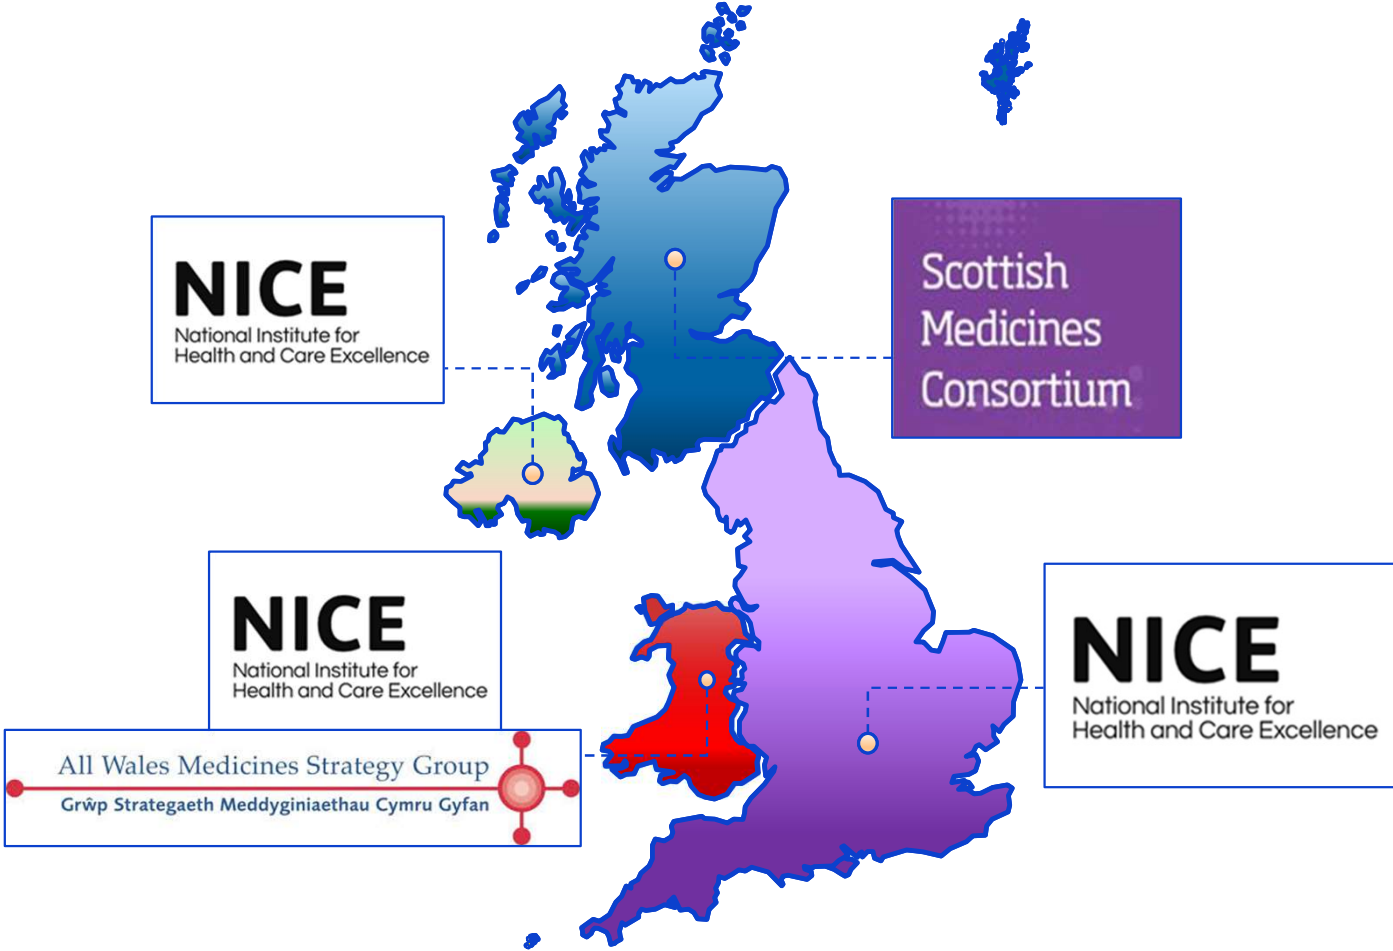 NICE
National Institute for
Health and Care Excellence
Scottish
Medicines
Consortium
NICE
National Institute for
Health and Care Excellence
All Wales Medicines Strategy Group
Grŵp Strategaeth Meddyginiaethau Cymru Gyfan
NICE
National Institute for
Health and Care Excellence